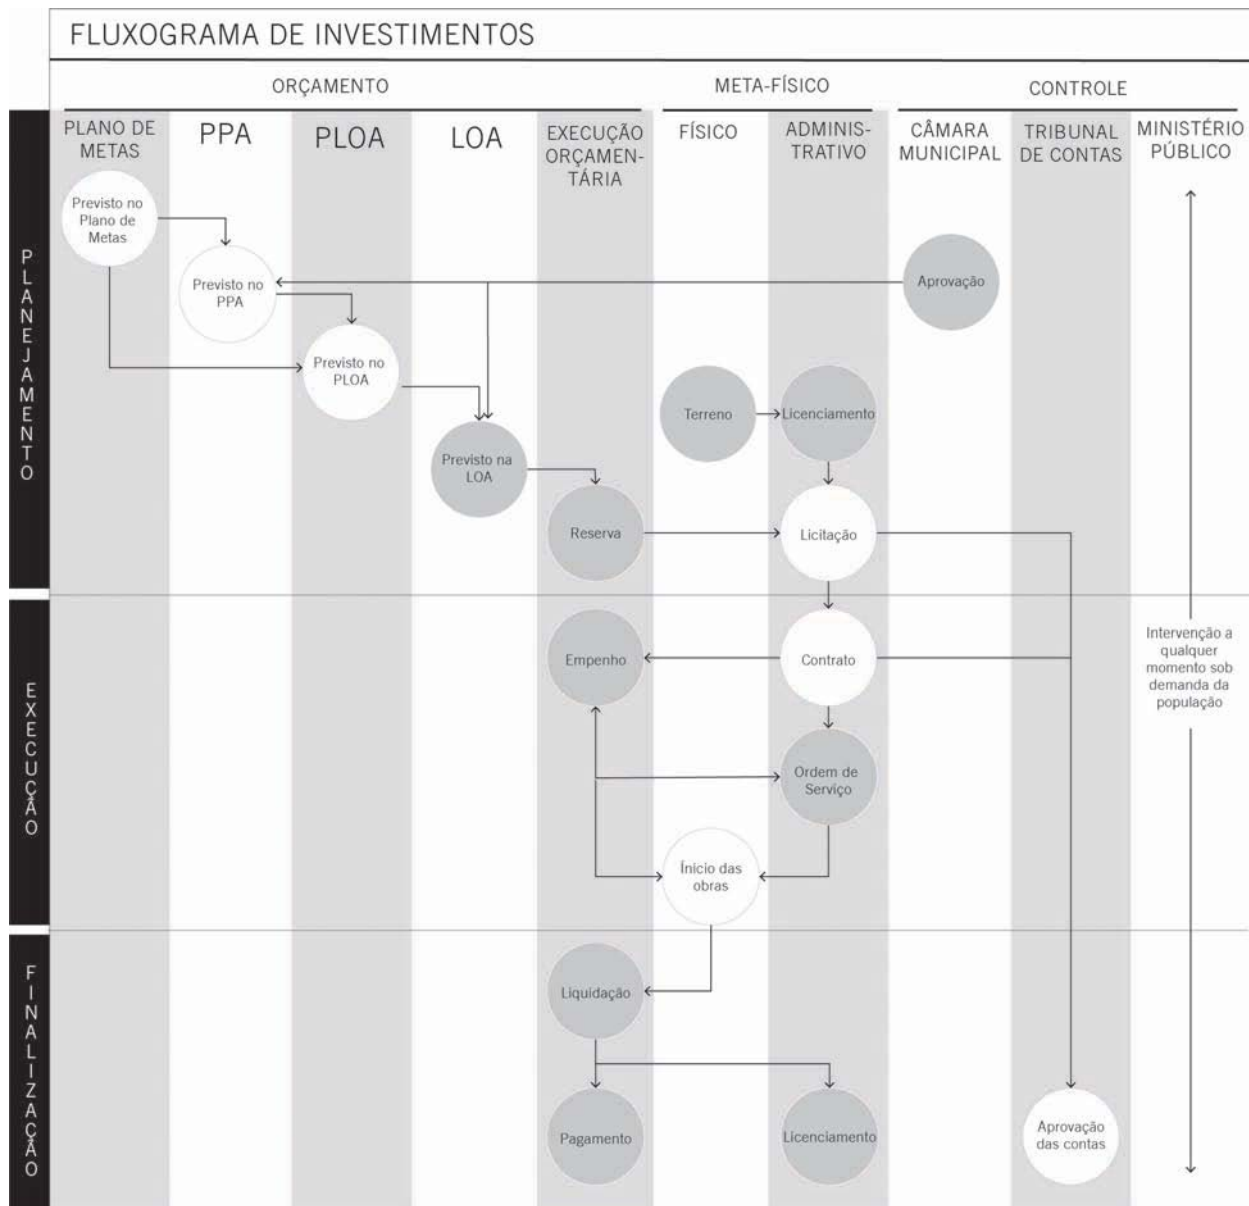 FLUXOGRAMA DE INVESTIMENTOS
ORÇAMENTO
META-FÍSICO
CONTROLE
PLANO DE
METAS
PPA
PLOA
LOA
EXECUÇÃO
ORÇAMEN-
TÁRIA
FÍSICO
ADMINIS-
TRATIVO
CÂMARA
MUNICIPAL
TRIBUNAL
DE CONTAS
MINISTÉRIO
PÚBLICO
PLANEJAMENTO
Previsto no
Plano de
Metas
Previsto no
PPA
Aprovação
Previsto no
PLOA
Terreno
Licenciamento
Previsto na
LOA
Reserva
Licitação
EXECUÇÃO
Empenho
Contrato
Intervenção a
qualquer
momento sob
demanda da
população
Ordem de
Serviço
Ínicio das
obras
FINALIZAÇÃO
Liquidação
Pagamento
Licenciamento
Aprovação
das contas